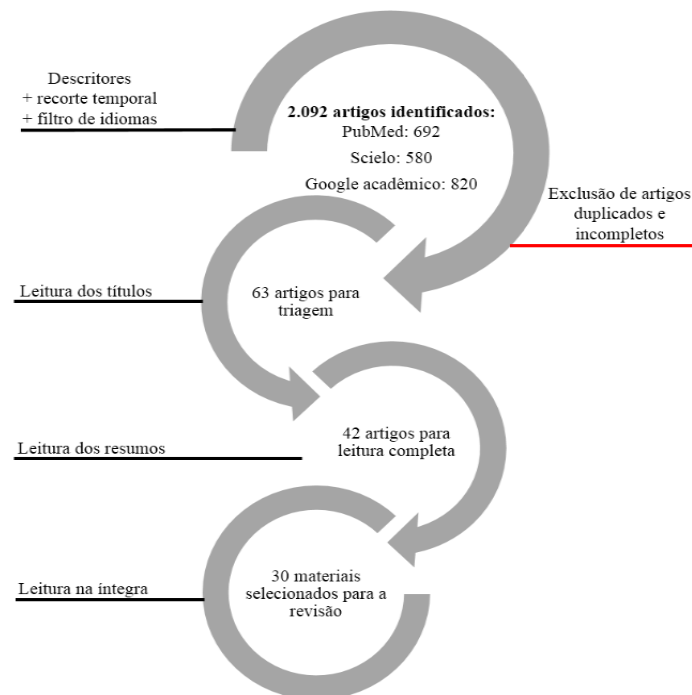 Descritores
+ recorte temporal
+ filtro de idiomas
2.092 artigos identificados:
PubMed: 692
Scielo: 580
Google acadêmico: 820
Exclusão de artigos
duplicados e
incompletos
Leitura dos títulos
63 artigos para
triagem
Leitura dos resumos
42 artigos para
leitura completa
Leitura na íntegra
30 materiais
selecionados para a
revisão